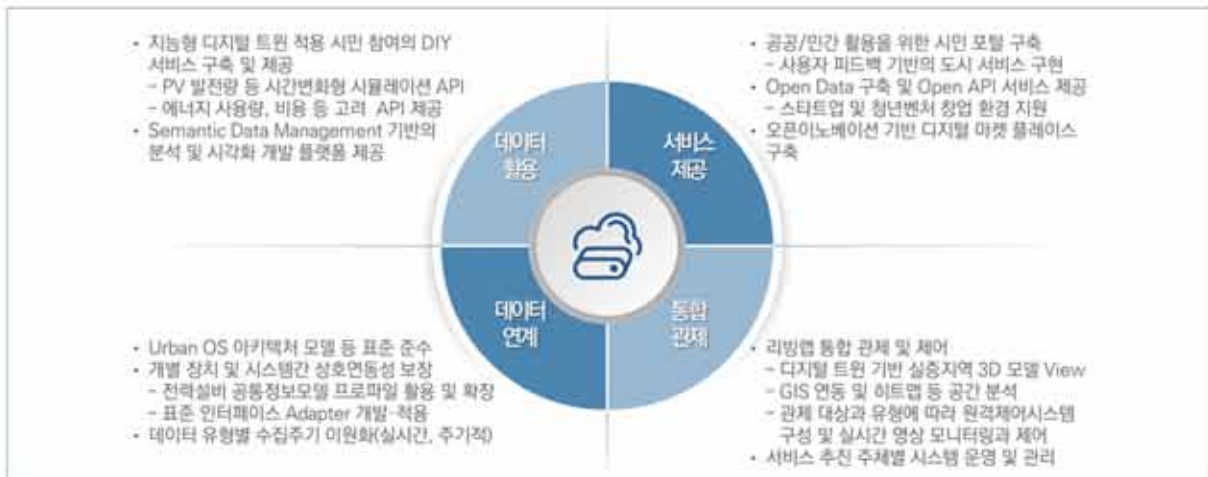 • 지능형 디지털 트윈 적용 시민 참여의 DIY
서비스 구축 및 제공
– PV 발전량 등 시간변화형 시뮬레이션 API
– 에너지 사용량, 비용 등 고려 API 제공
• Semantic Data Management 기반의
분석 및 시각화 개발 플랫폼 제공
• 공공/민간 활용을 위한 시민 포털 구축
– 사용자 피드백 기반의 도시 서비스 구현
• Open Data 구축 및 Open API 서비스 제공
– 스타트업 및 청년벤처 창업 환경 지원
• 오픈이노베이션 기반 디지털 마켓 플레이스
구축
데이터
활용
서비스
제공
데이터
연계
통합
관제
• Urban OS 아키텍처 모델 등 표준 준수
• 개별 장치 및 시스템간 상호연동성 보장
– 전력설비 공통정보모델 프로파일 활용 및 확장
– 표준 인터페이스 Adapter 개발·적용
• 데이터 유형별 수집주기 이원화(실시간, 주기적)
• 리빙랩 통합 관제 및 제어
– 디지털 트윈 기반 실증지역 3D 모델 View
– GIS 연동 및 히트맵 등 공간 분석
– 관제 대상과 유형에 따라 원격제어시스템
구성 및 실시간 영상 모니터링과 제어
• 서비스 추진 주체별 시스템 운영 및 관리